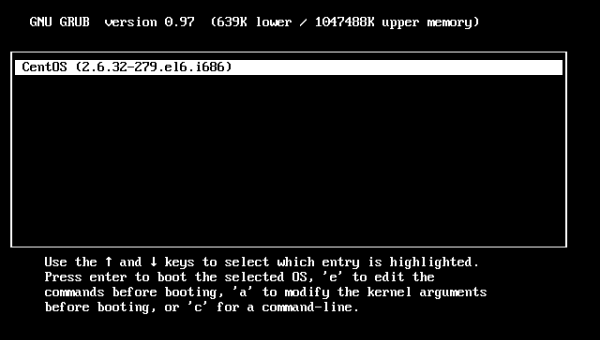 GNU GRUB  version 0.97  (639K lower / 1047488K upper memory)
CentOS (2.6.32-279.el6.i686)
Use the ↑ and ↓ keys to select which entry is highlighted.
Press enter to boot the selected OS, 'e' to edit the
commands before booting, 'a' to modify the kernel arguments
before booting, or 'c' for a command-line.